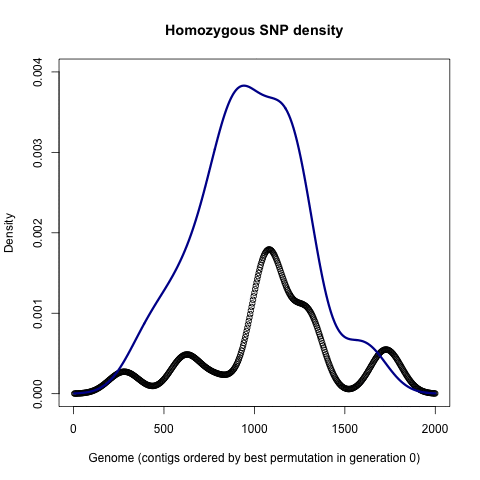 Homozygous SNP density
Density
0.004
0.003
0.002
0.001
0.000
0 500 1000 1500 2000
Genome (contigs ordered by best permutation in generation 0)